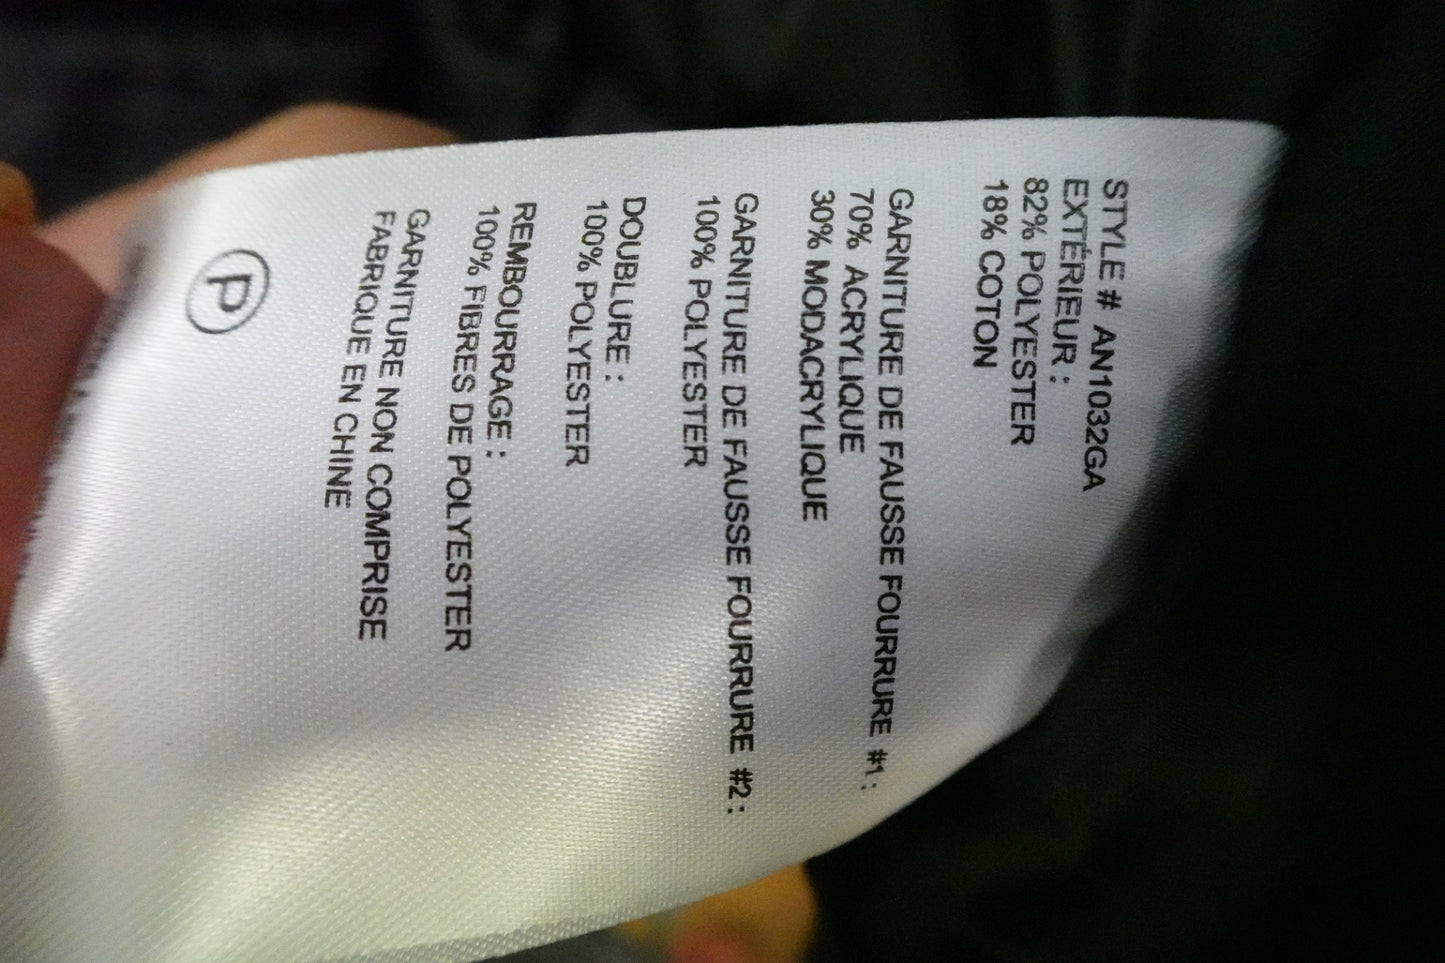 STYLE # AN1032GA
EXTÉRIEUR :
82% POLYESTER
18% COTON
GARNITURE DE FAUSSE FOURRURE #1 :
70% ACRYLIQUE
30% MODACRYLIQUE
GARNITURE DE FAUSSE FOURRURE #2 :
100% POLYESTER
DOUBLURE :
100% POLYESTER
REMBOURRAGE :
100% FIBRES DE POLYESTER
GARNITURE NON COMPRISE
FABRIQUE EN CHINE
P